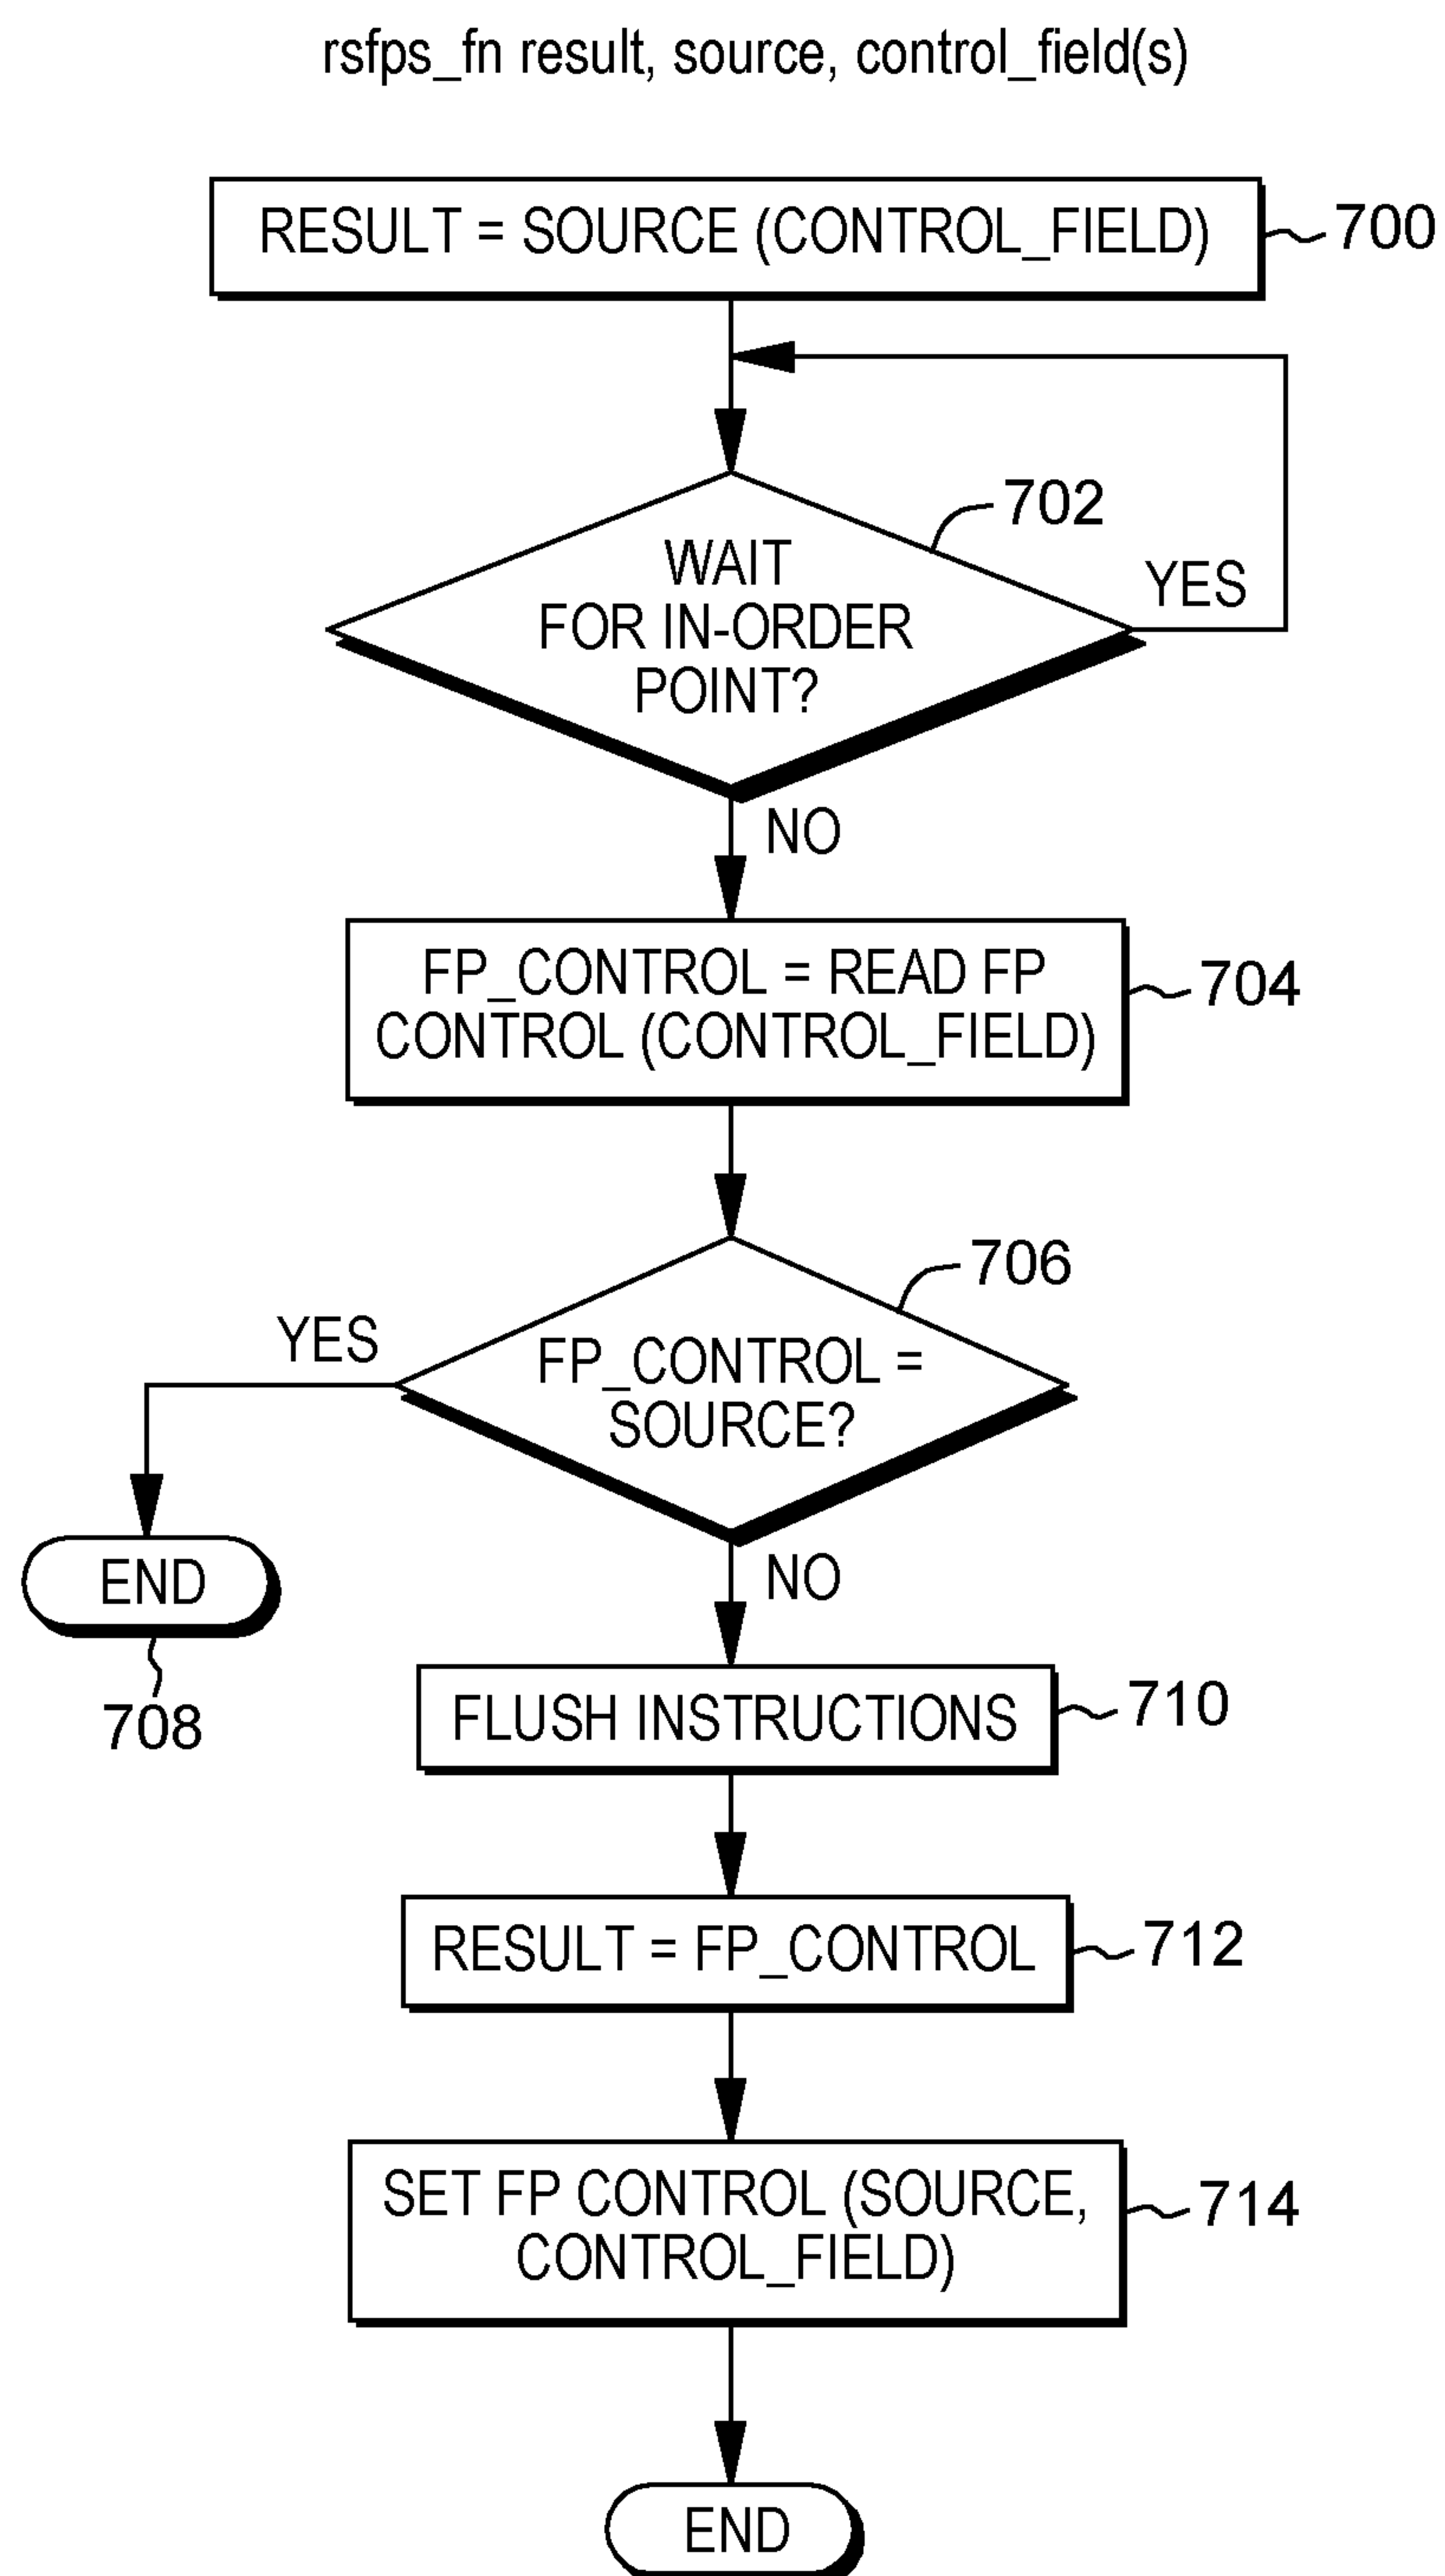 rsfps_fn result, source, control_field(s)
RESULT = SOURCE (CONTROL_FIELD)
700
702
WAIT
FOR IN-ORDER
POINT?
YES
NO
FP_CONTROL = READ FP
CONTROL (CONTROL_FIELD)
704
706
YES
FP_CONTROL =
SOURCE?
END
708
NO
FLUSH INSTRUCTIONS
710
RESULT = FP_CONTROL
712
SET FP CONTROL (SOURCE,
CONTROL_FIELD)
714
END